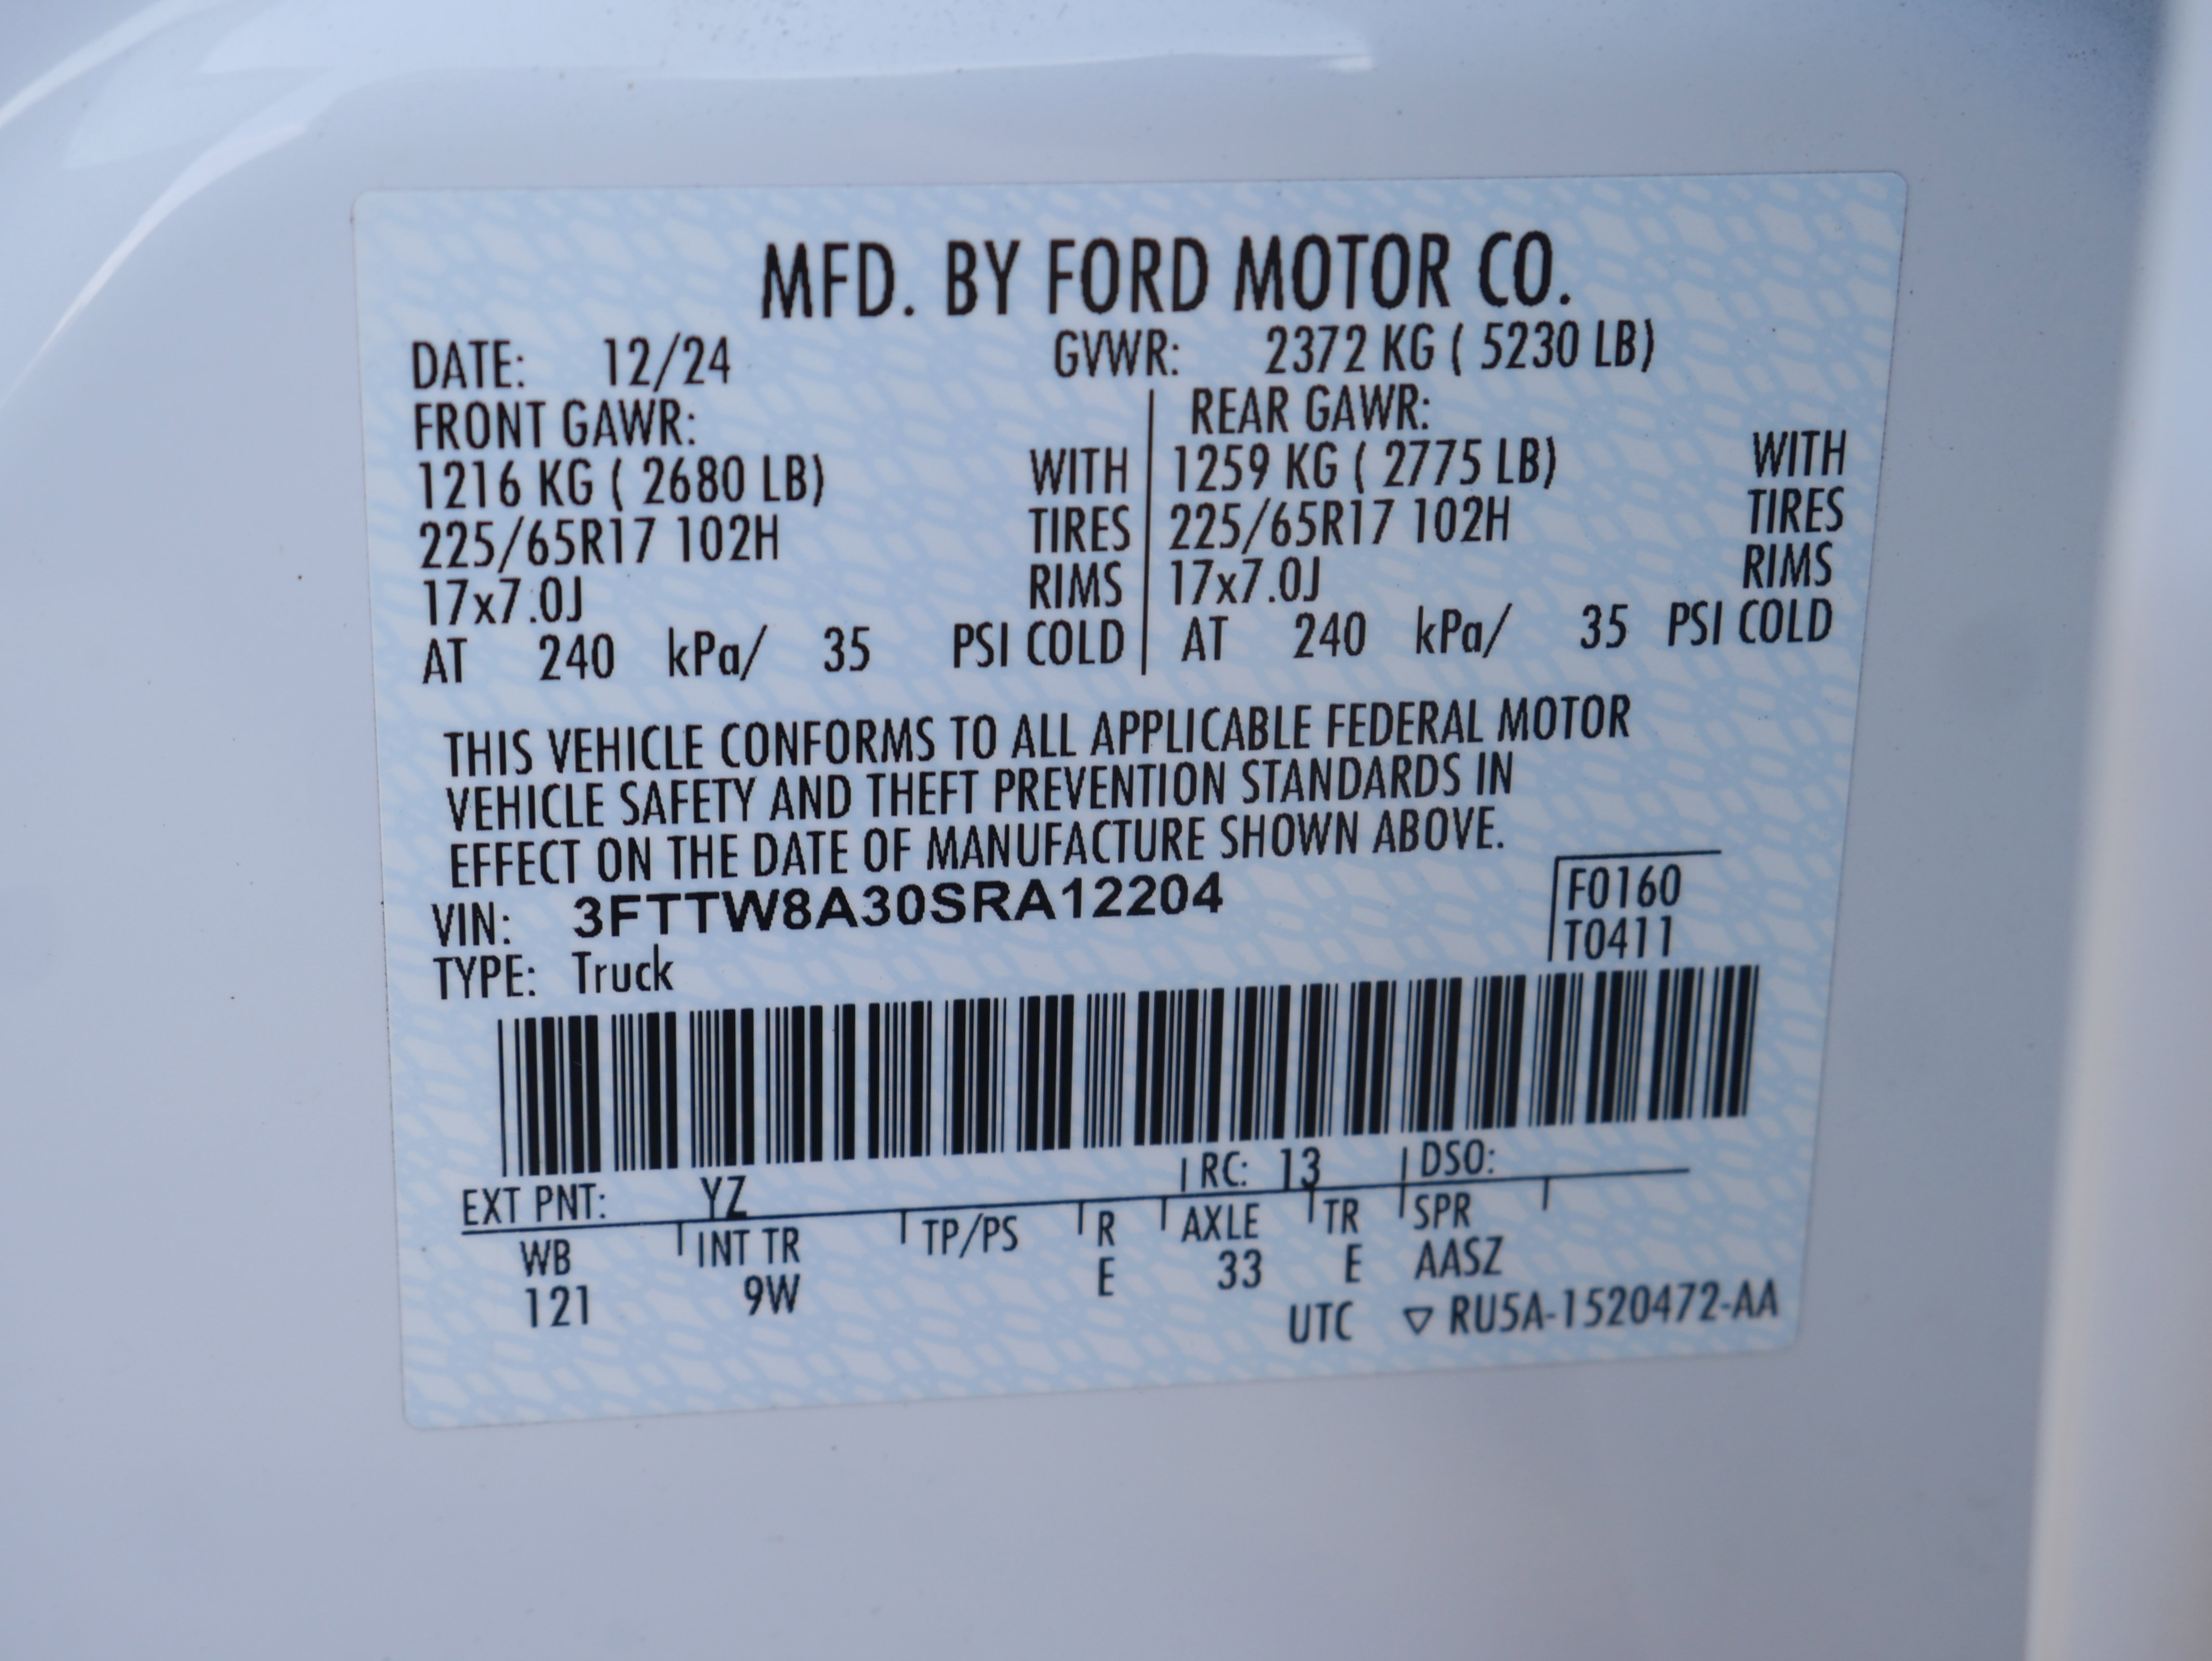 MFD. BY FORD MOTOR CO.
DATE: 12/24 GVWR: 2372 KG ( 5230 LB)
FRONT GAWR: REAR GAWR:
1216 KG ( 2680 LB) WITH 1259 KG ( 2775 LB) WITH
225/65R17 102H TIRES 225/65R17 102H TIRES
17x7.0J RIMS 17x7.0J RIMS
AT 240 kPa/ 35 PSI COLD AT 240 kPa/ 35 PSI COLD
THIS VEHICLE CONFORMS TO ALL APPLICABLE FEDERAL MOTOR
VEHICLE SAFETY AND THEFT PREVENTION STANDARDS IN
EFFECT ON THE DATE OF MANUFACTURE SHOWN ABOVE.
F0160
VIN: 3FTTW8A30SRA12204
T0411
TYPE: Truck
EXT PNT: YZ RC: 13 DSO:
WB INT TR TP/PS R AXLE TR SPR
121 9W E 33 E AASZ
UTC ▽ RU5A-1520472-AA